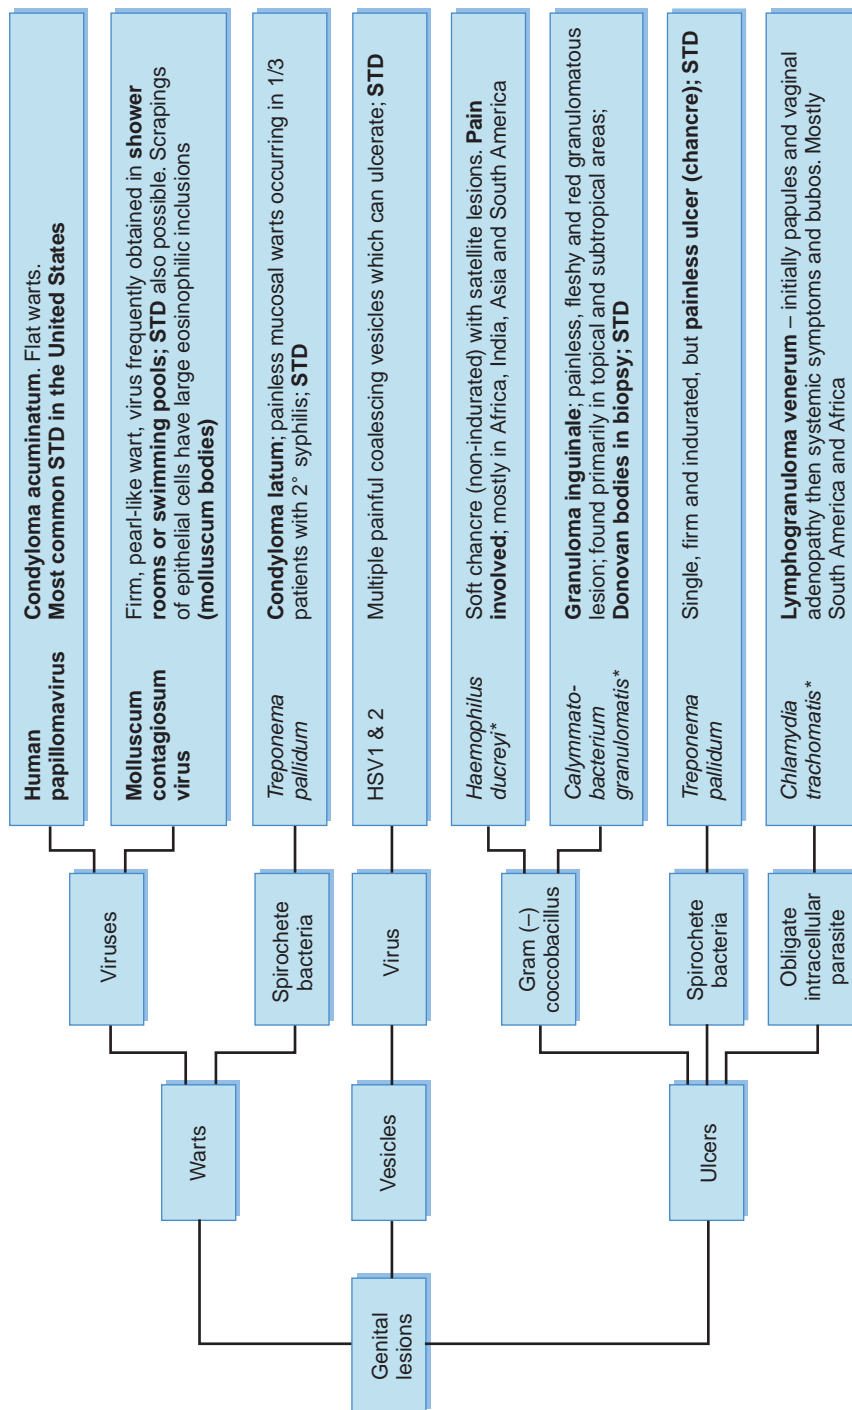 Genital
lesions
Warts
Viruses
Human
papillomavirus
Condyloma acuminatum. Flat warts.
Most common STD in the United States
Molluscum
contagiosum
virus
Firm, pearl-like wart, virus frequently obtained in shower
rooms or swimming pools; STD also possible. Scrapings
of epithelial cells have large eosinophilic inclusions
(molluscum bodies)
Spirochete
bacteria
Treponema
pallidum
Condyloma latum; painless mucosal warts occurring in 1/3
patients with 2° syphilis; STD
Vesicles
Virus
HSV1 & 2
Multiple painful coalescing vesicles which can ulcerate; STD
Ulcers
Gram (–)
coccobacillus
Haemophilus
ducreyi*
Soft chancre (non-indurated) with satellite lesions. Pain
involved; mostly in Africa, India, Asia and South America
Calymmato-
bacterium
granulomatis*
Granuloma inguinale; painless, fleshy and red granulomatous
lesion; found primarily in topical and subtropical areas;
Donovan bodies in biopsy; STD
Spirochete
bacteria
Treponema
pallidum
Single, firm and indurated, but painless ulcer (chancre); STD
Obligate
intracellular
parasite
Chlamydia
trachomatis*
Lymphogranuloma venerum – initially papules and vaginal
adenopathy then systemic symptoms and bubos. Mostly
South America and Africa